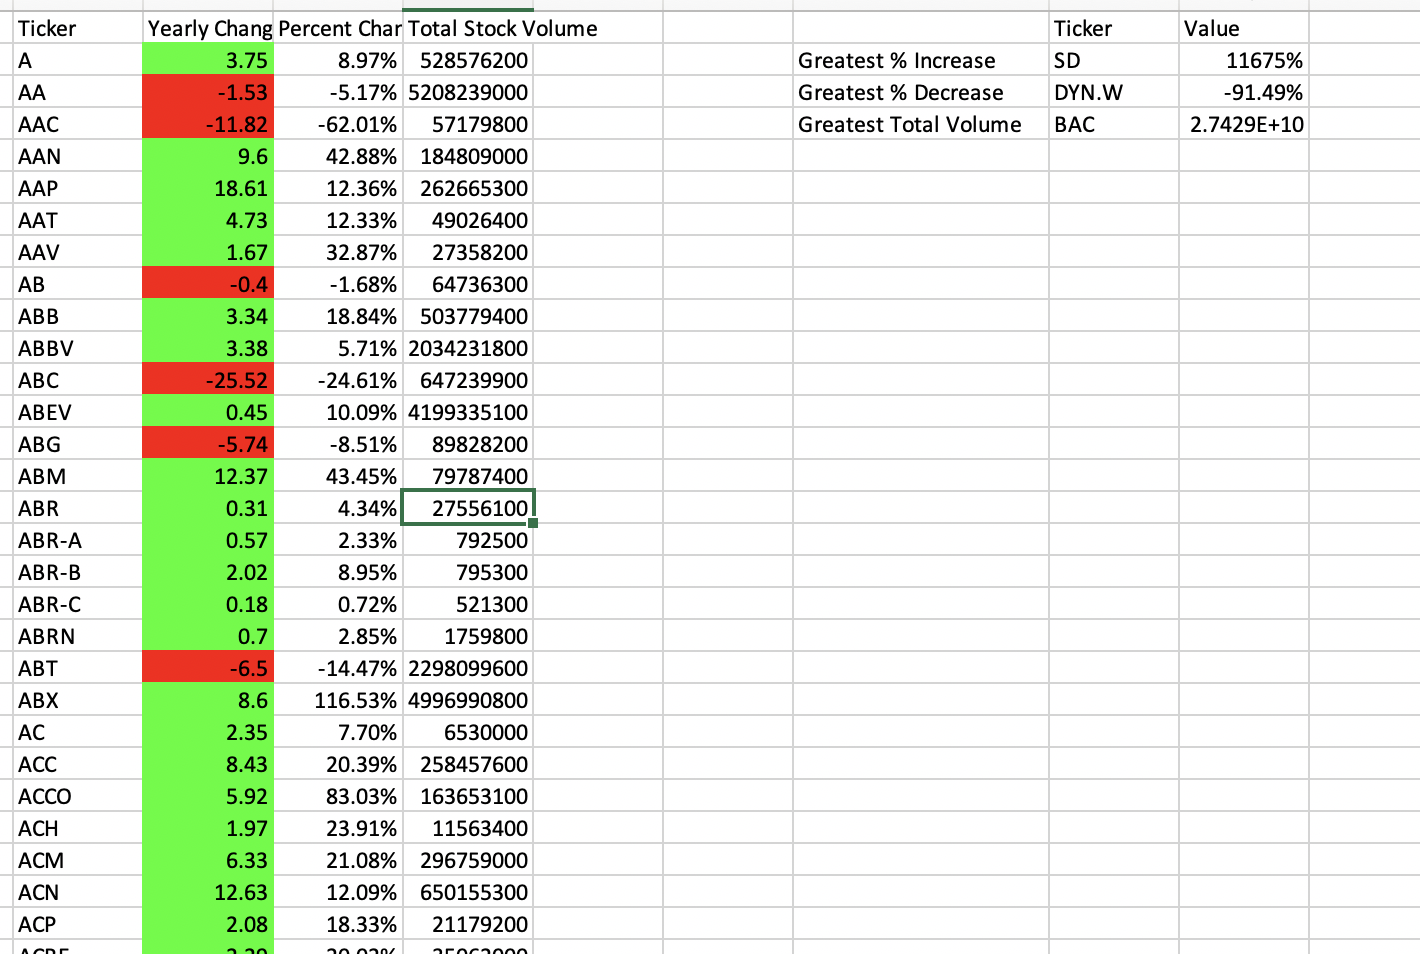 Ticker Yearly Chang Percent Char Total Stock Volume Ticker Value
A 3.75 8.97% 528576200 Greatest % Increase SD 11675%
AA -1.53 -5.17% 5208239000 Greatest % Decrease DYN.W -91.49%
AAC -11.82 -62.01% 57179800 Greatest Total Volume BAC 2.7429E+10
AAN 9.6 42.88% 184809000
AAP 18.61 12.36% 262665300
AAT 4.73 12.33% 49026400
AAV 1.67 32.87% 27358200
AB -0.4 -1.68% 64736300
ABB 3.34 18.84% 503779400
ABBV 3.38 5.71% 2034231800
ABC -25.52 -24.61% 647239900
ABEV 0.45 10.09% 4199335100
ABG -5.74 -8.51% 89828200
ABM 12.37 43.45% 79787400
ABR 0.31 4.34% 27556100
ABR-A 0.57 2.33% 792500
ABR-B 2.02 8.95% 795300
ABR-C 0.18 0.72% 521300
ABRN 0.7 2.85% 1759800
ABT -6.5 -14.47% 2298099600
ABX 8.6 116.53% 4996990800
AC 2.35 7.70% 6530000
ACC 8.43 20.39% 258457600
ACCO 5.92 83.03% 163653100
ACH 1.97 23.91% 11563400
ACM 6.33 21.08% 296759000
ACN 12.63 12.09% 650155300
ACP 2.08 18.33% 21179200